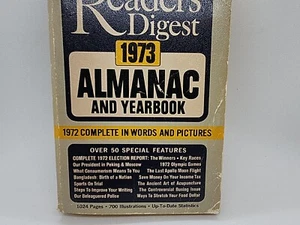 Readers
Digest
1973
ALMANAC
AND YEARBOOK
1972 COMPLETE IN WORDS AND PICTURES
OVER 50 SPECIAL FEATURES
COMPLETE 1972 ELECTION REPORT: The Winners • Key Races
Our President in Peking & Moscow 1972 Olympic Games
What Consumerism Means To You The Last Apollo Moon Flight
Bangladesh: Birth of a Nation Save Money On Your Income Tax
Sports On Trial The Ancient Art of Acupuncture
Steps To Improve Your Writing The Controversial Busing Issue
Our Beleaguered Police Ways To Stretch Your Food Dollar
1024 Pages • 700 Illustrations • Up-To-Date Statistics